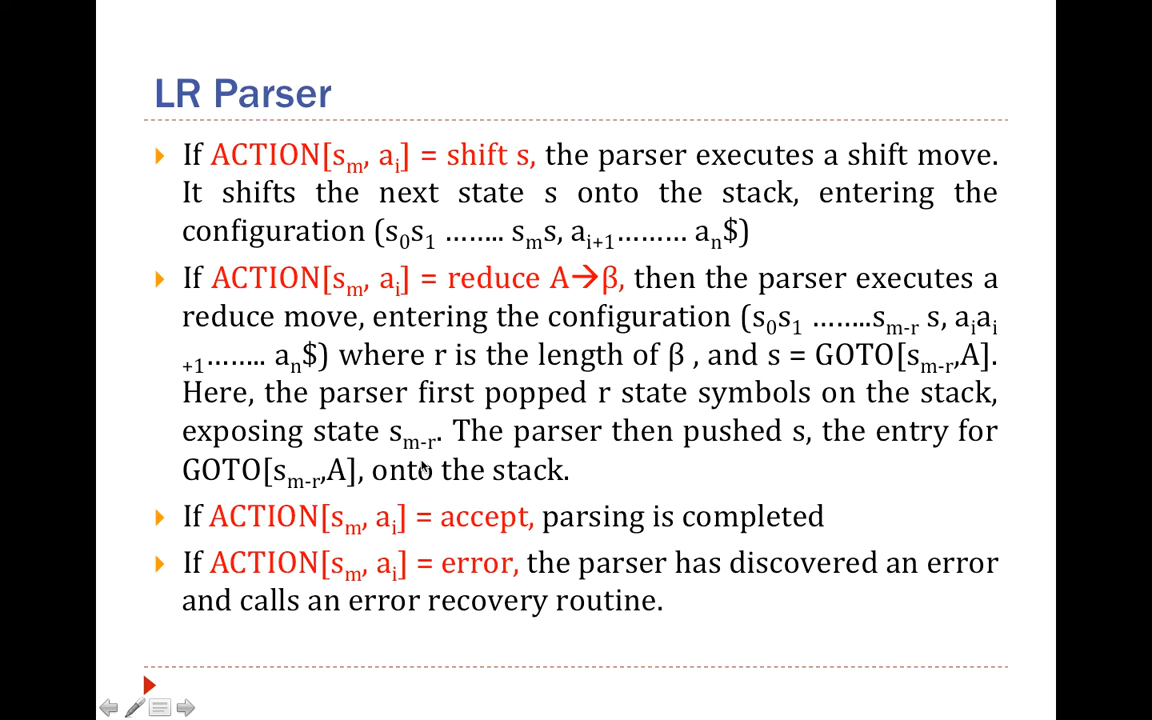 LR Parser
If ACTION[sₘ, aᵢ] = shift s, the parser executes a shift move.
It shifts the next state s onto the stack, entering the
configuration (s₀s₁ …….. sₘs, aᵢ₊₁……… aₙ$)
If ACTION[sₘ, aᵢ] = reduce A→β, then the parser executes a
reduce move, entering the configuration (s₀s₁ ……..sₘ₋ᵣ s, aᵢaᵢ
₊₁…….. aₙ$) where r is the length of β , and s = GOTO[sₘ₋ᵣ,A].
Here, the parser first popped r state symbols on the stack,
exposing state sₘ₋ᵣ. The parser then pushed s, the entry for
GOTO[sₘ₋ᵣ,A], onto the stack.
If ACTION[sₘ, aᵢ] = accept, parsing is completed
If ACTION[sₘ, aᵢ] = error, the parser has discovered an error
and calls an error recovery routine.